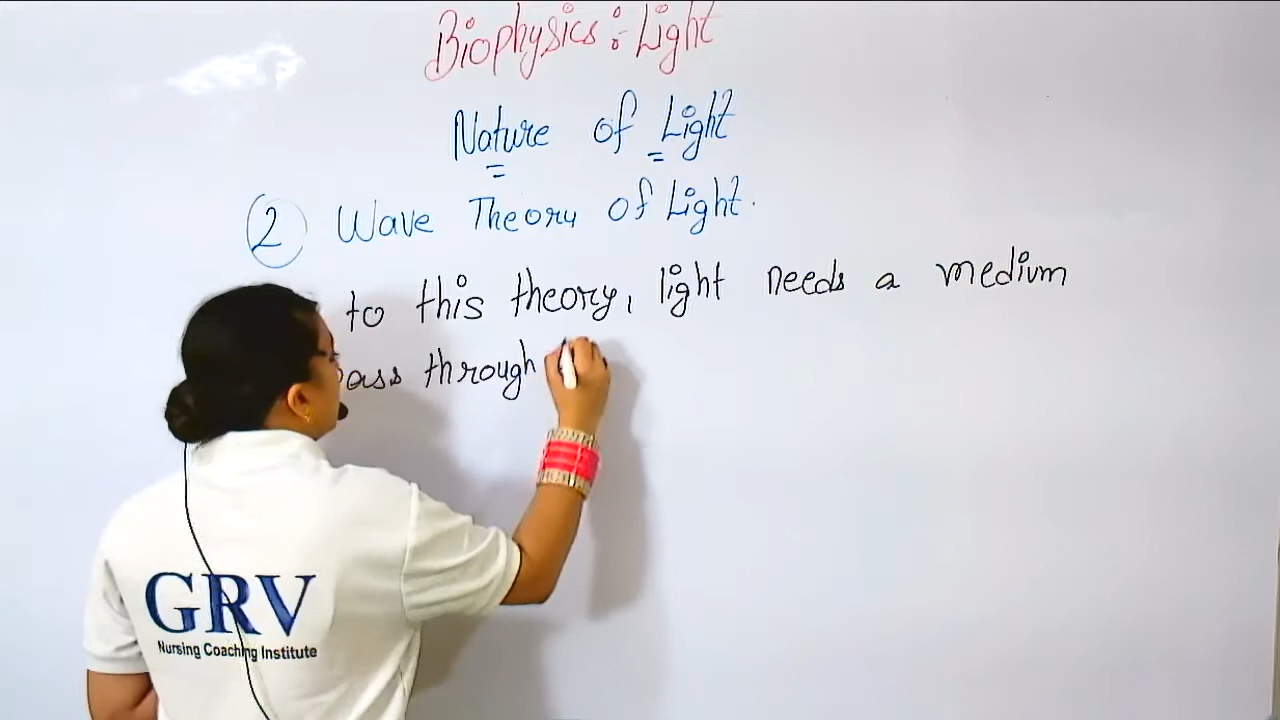 Biophysics : Light
Nature of Light
2 Wave Theory of Light.
to this theory, light needs a medium
pass through
GRV
Nursing Coaching Institute